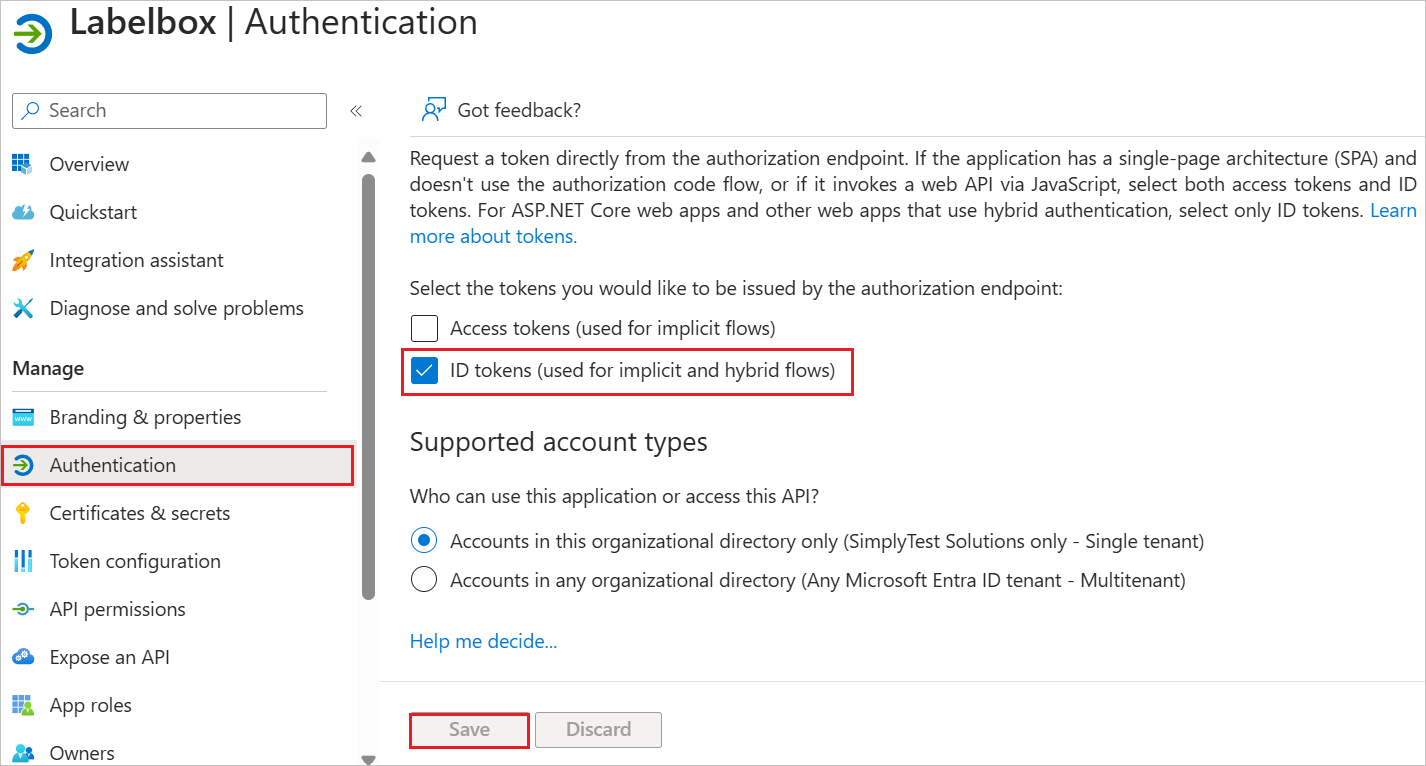 Labelbox | Authentication
Search
«
Overview
Quickstart
Integration assistant
Diagnose and solve problems
Manage
Branding & properties
Authentication
Certificates & secrets
Token configuration
API permissions
Expose an API
App roles
Owners
Got feedback?
Request a token directly from the authorization endpoint. If the application has a single-page architecture (SPA) and
doesn't use the authorization code flow, or if it invokes a web API via JavaScript, select both access tokens and ID
tokens. For ASP.NET Core web apps and other web apps that use hybrid authentication, select only ID tokens. Learn
more about tokens.
Select the tokens you would like to be issued by the authorization endpoint:
Access tokens (used for implicit flows)
ID tokens (used for implicit and hybrid flows)
Supported account types
Who can use this application or access this API?
Accounts in this organizational directory only (SimplyTest Solutions only - Single tenant)
Accounts in any organizational directory (Any Microsoft Entra ID tenant - Multitenant)
Help me decide...
Save
Discard